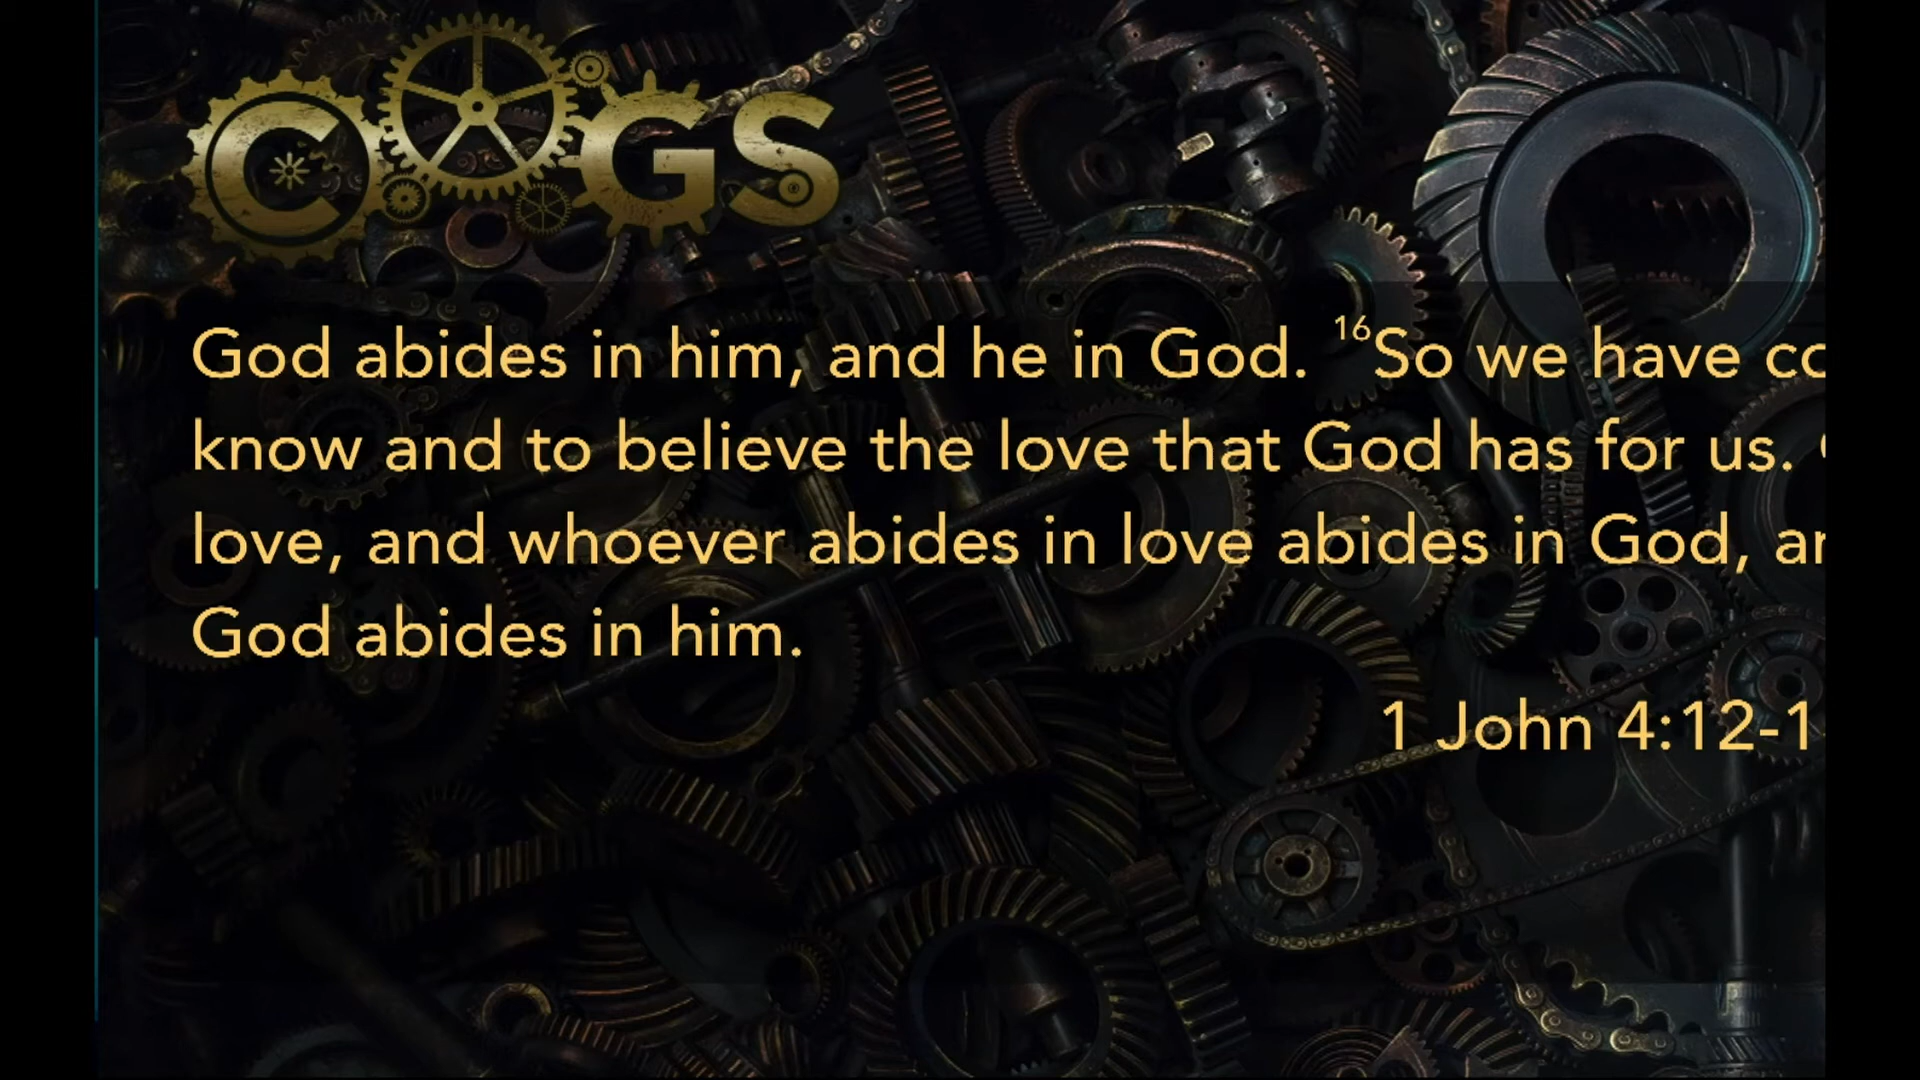 COGS
God abides in him, and he in God. ¹⁶So we have
know and to believe the love that God has for us.
love, and whoever abides in love abides in God,
God abides in him.
1 John 4:12-1